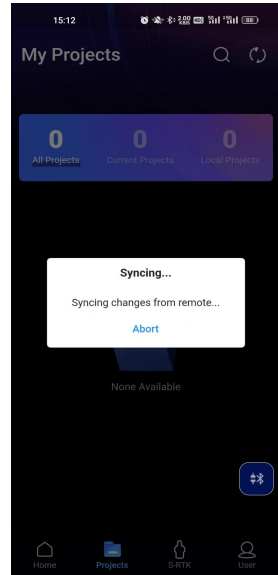 15:12
My Projects
0
0
0
All Projects
Current Projects
Local Projects
Syncing...
Syncing changes from remote...
Abort
None Available
Home
Projects
S-RTK
User